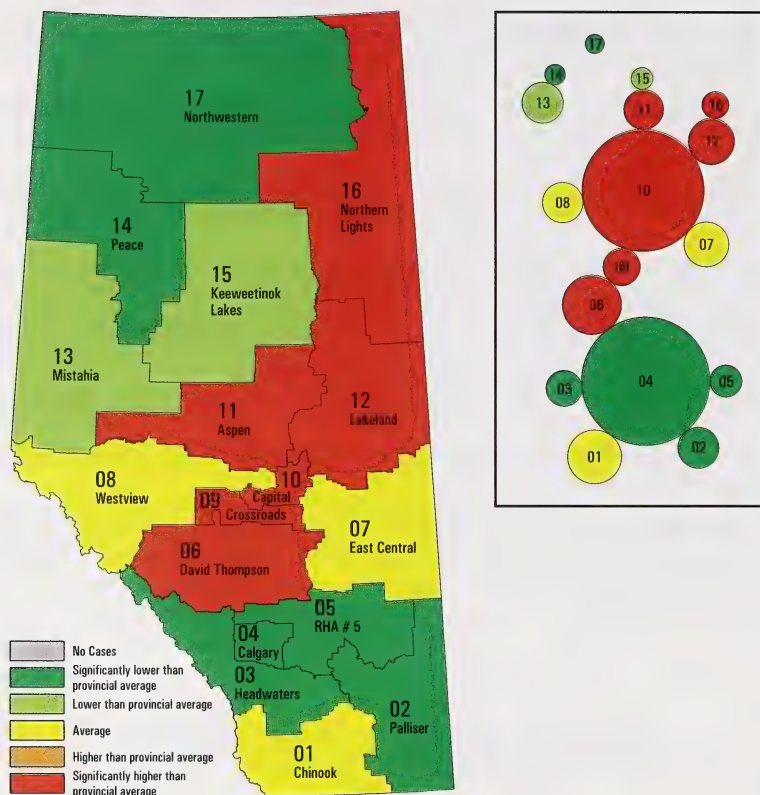 17
Northwestern
16
Northern
Lights
14
Peace
15
Keeweetinok
Lakes
13
Mistahia
11
Aspen
12
Lakeland
08
Westview
10
Capital
09
Crossroads
07
East Central
06
David Thompson
05
RHA # 5
04
Calgary
03
Headwaters
02
Palliser
01
Chinook
No Cases
Significantly lower than
provincial average
Lower than provincial average
Average
Higher than provincial average
Significantly higher than
provincial average
17
14
15
13
11
16
12
10
08
07
09
06
04
03
05
01
02